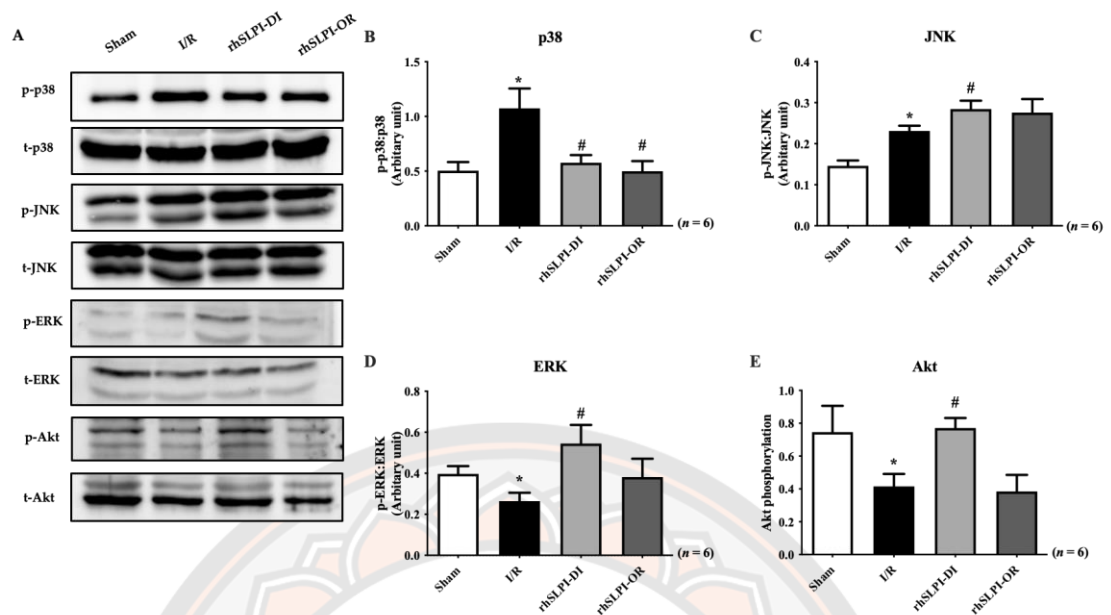 A
Sham
I/R
rhSLPI-DI
rhSLPI-OR
p-p38
t-p38
p-JNK
t-JNK
p-ERK
t-ERK
p-Akt
t-Akt
B
p38
p-p38:p38
(Arbitary unit)
1.5
1.0
0.5
0.0
*
#
#
Sham
I/R
rhSLPI-DI
rhSLPI-OR
(n = 6)
C
JNK
p-JNK:JNK
(Arbitary unit)
0.4
0.3
0.2
0.1
0.0
*
#
Sham
I/R
rhSLPI-DI
rhSLPI-OR
(n = 6)
D
ERK
p-ERK:ERK
(Arbitary unit)
0.8
0.6
0.4
0.2
0.0
*
#
Sham
I/R
rhSLPI-DI
rhSLPI-OR
(n = 6)
E
Akt
Akt phosphorylation
1.0
0.8
0.6
0.4
0.2
0.0
*
#
Sham
I/R
rhSLPI-DI
rhSLPI-OR
(n = 6)